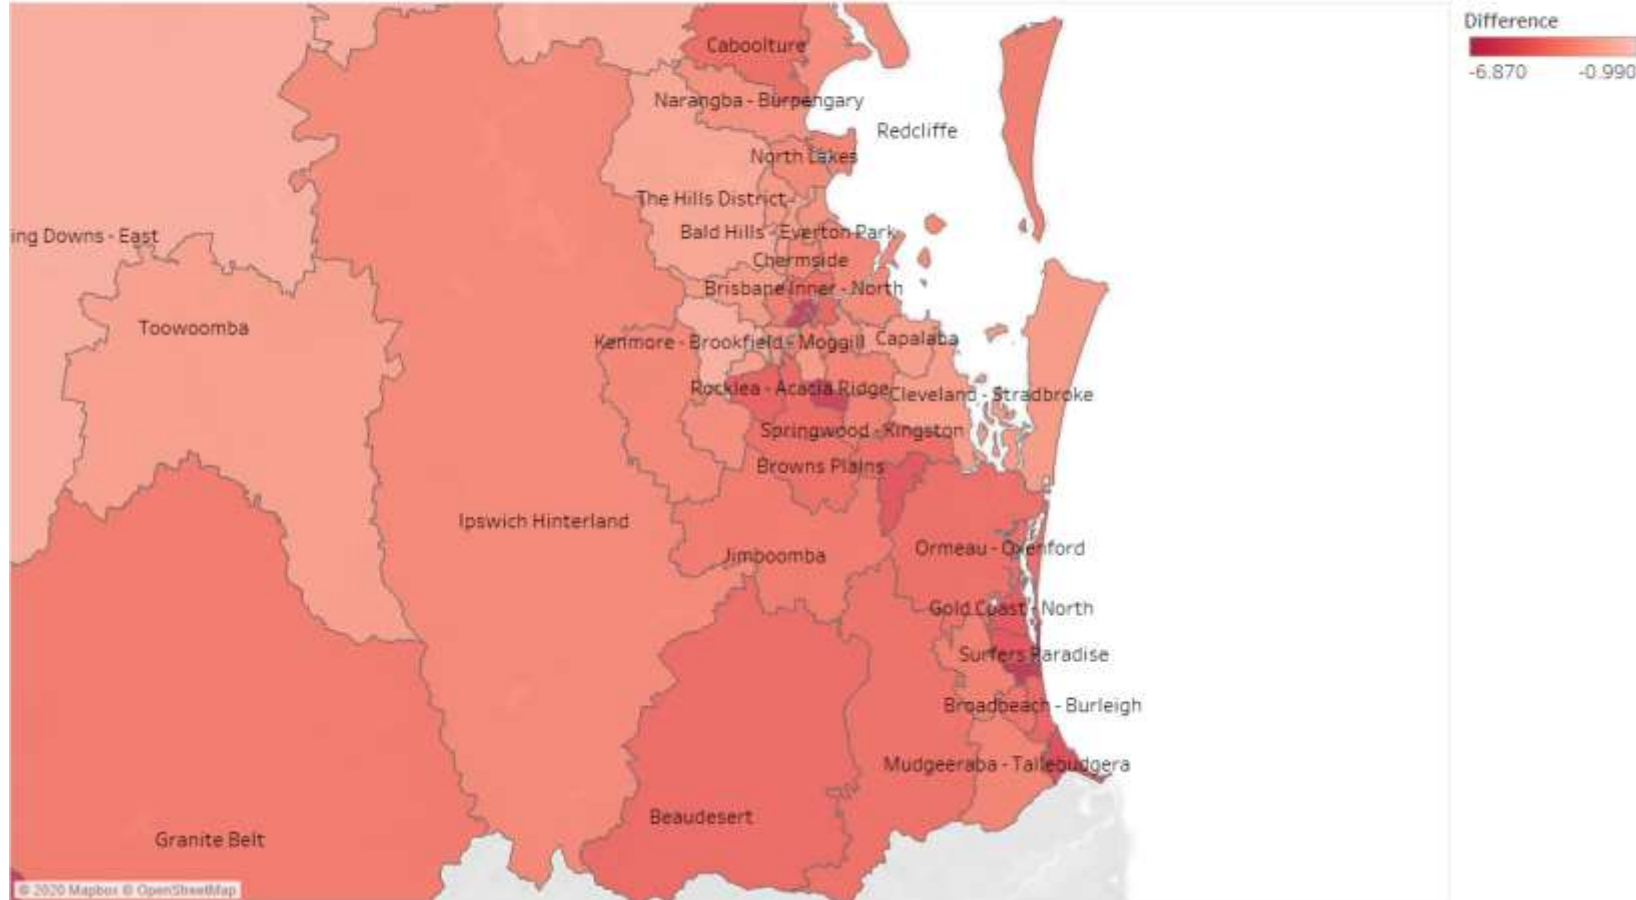 Difference
-6.870
-0.990
Caboolture
Narangba - Burpengary
Redcliffe
North Lakes
The Hills District
ing Downs - East
Bald Hills - Everton Park
Chermside
Brisbane Inner - North
Toowoomba
Kenmore - Brookfield - Moggill
Capalaba
Rocklea - Acacia Ridge
Cleveland - Stradbroke
Springwood - Kingston
Browns Plains
Ipswich Hinterland
Jimboomba
Ormeau - Oxenford
Gold Coast - North
Surfers Paradise
Broadbeach - Burleigh
Mudgeeraba - Tallebudgera
Beaudesert
Granite Belt
© 2020 Mapbox © OpenStreetMap